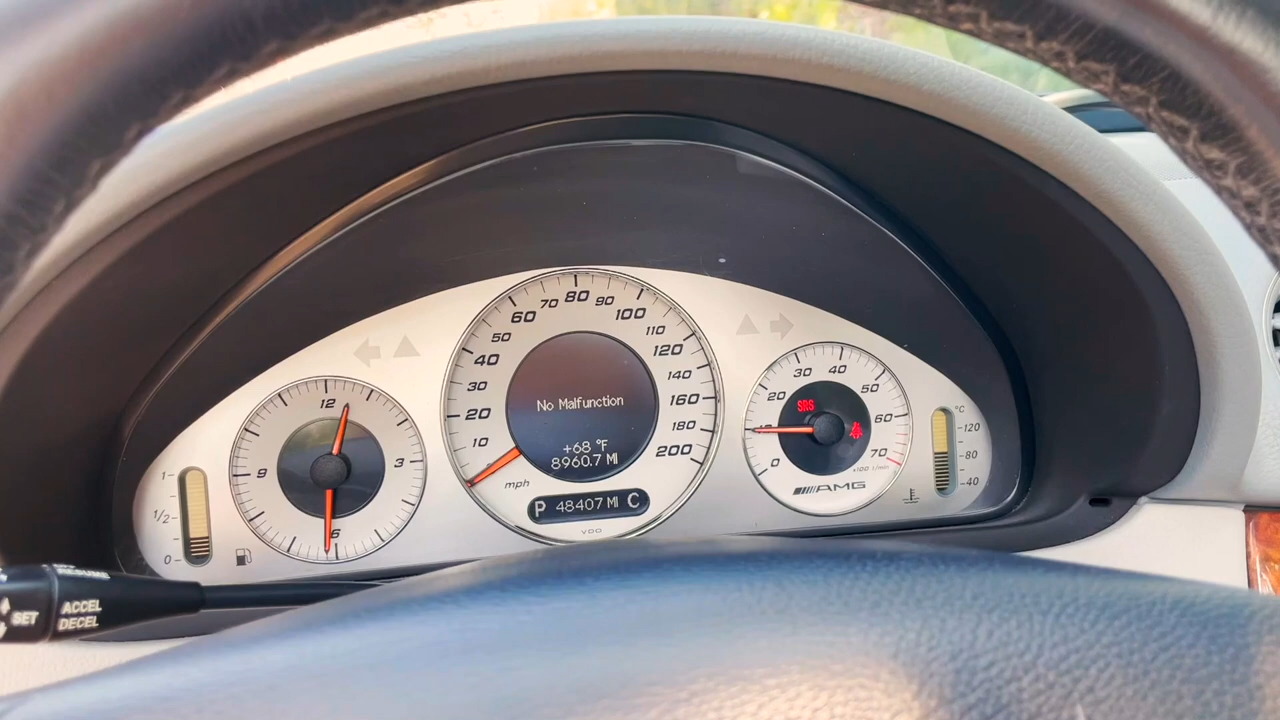 1
1/2
0
12
3
6
9
10
20
30
40
50
60
70
80
90
100
110
120
140
160
180
200
mph
No Malfunction
+68 °F
8960.7 MI
P 48407 MI C
VDO
0
20
30
40
50
60
70
x100 1/min
SRS
AMG
°C
120
80
40
SET
ACCEL
DECEL